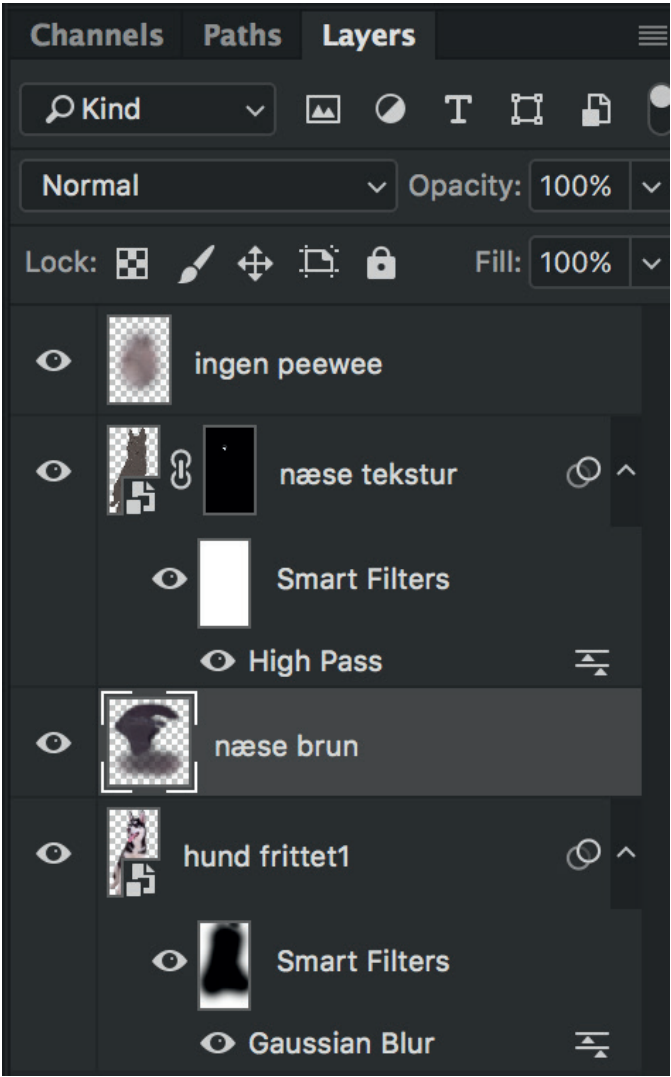 Channels Paths Layers
Kind
Normal Opacity: 100%
Lock: Fill: 100%
ingen peewee
næse tekstur
Smart Filters
High Pass
næse brun
hund frittet1
Smart Filters
Gaussian Blur